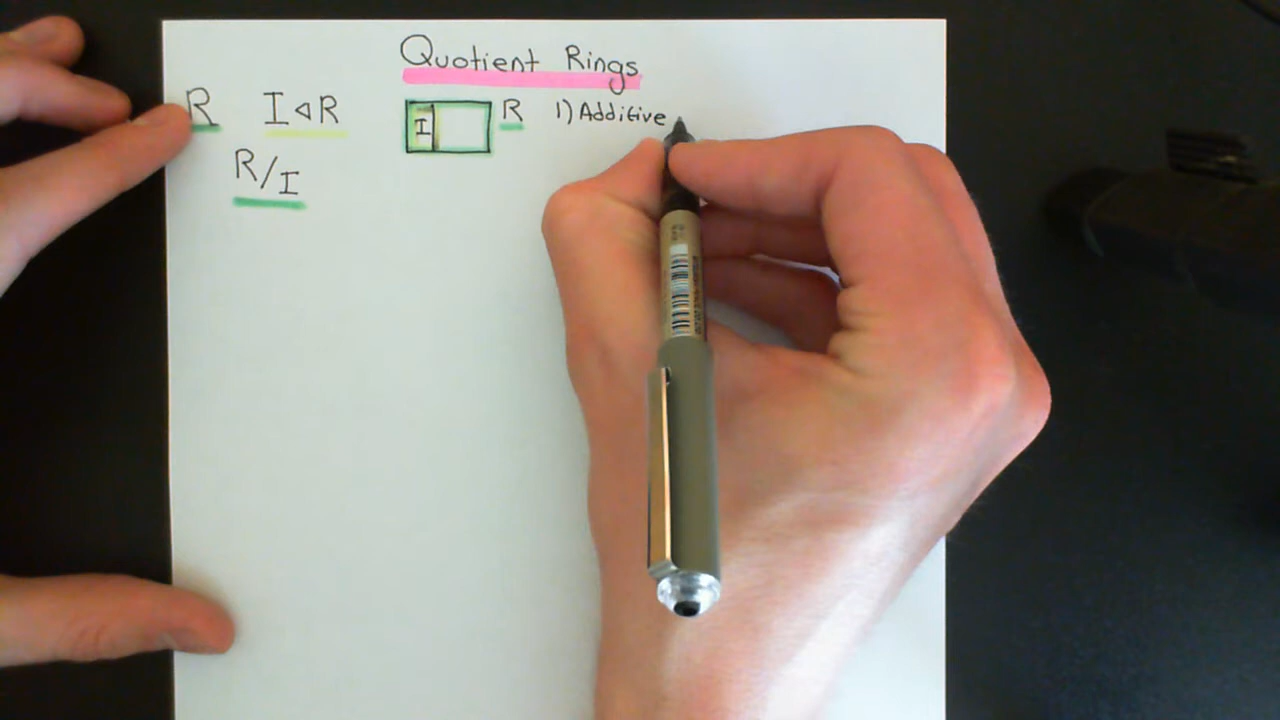 Quotient Rings
R I ⊲ R I R 1) Additive
R/I